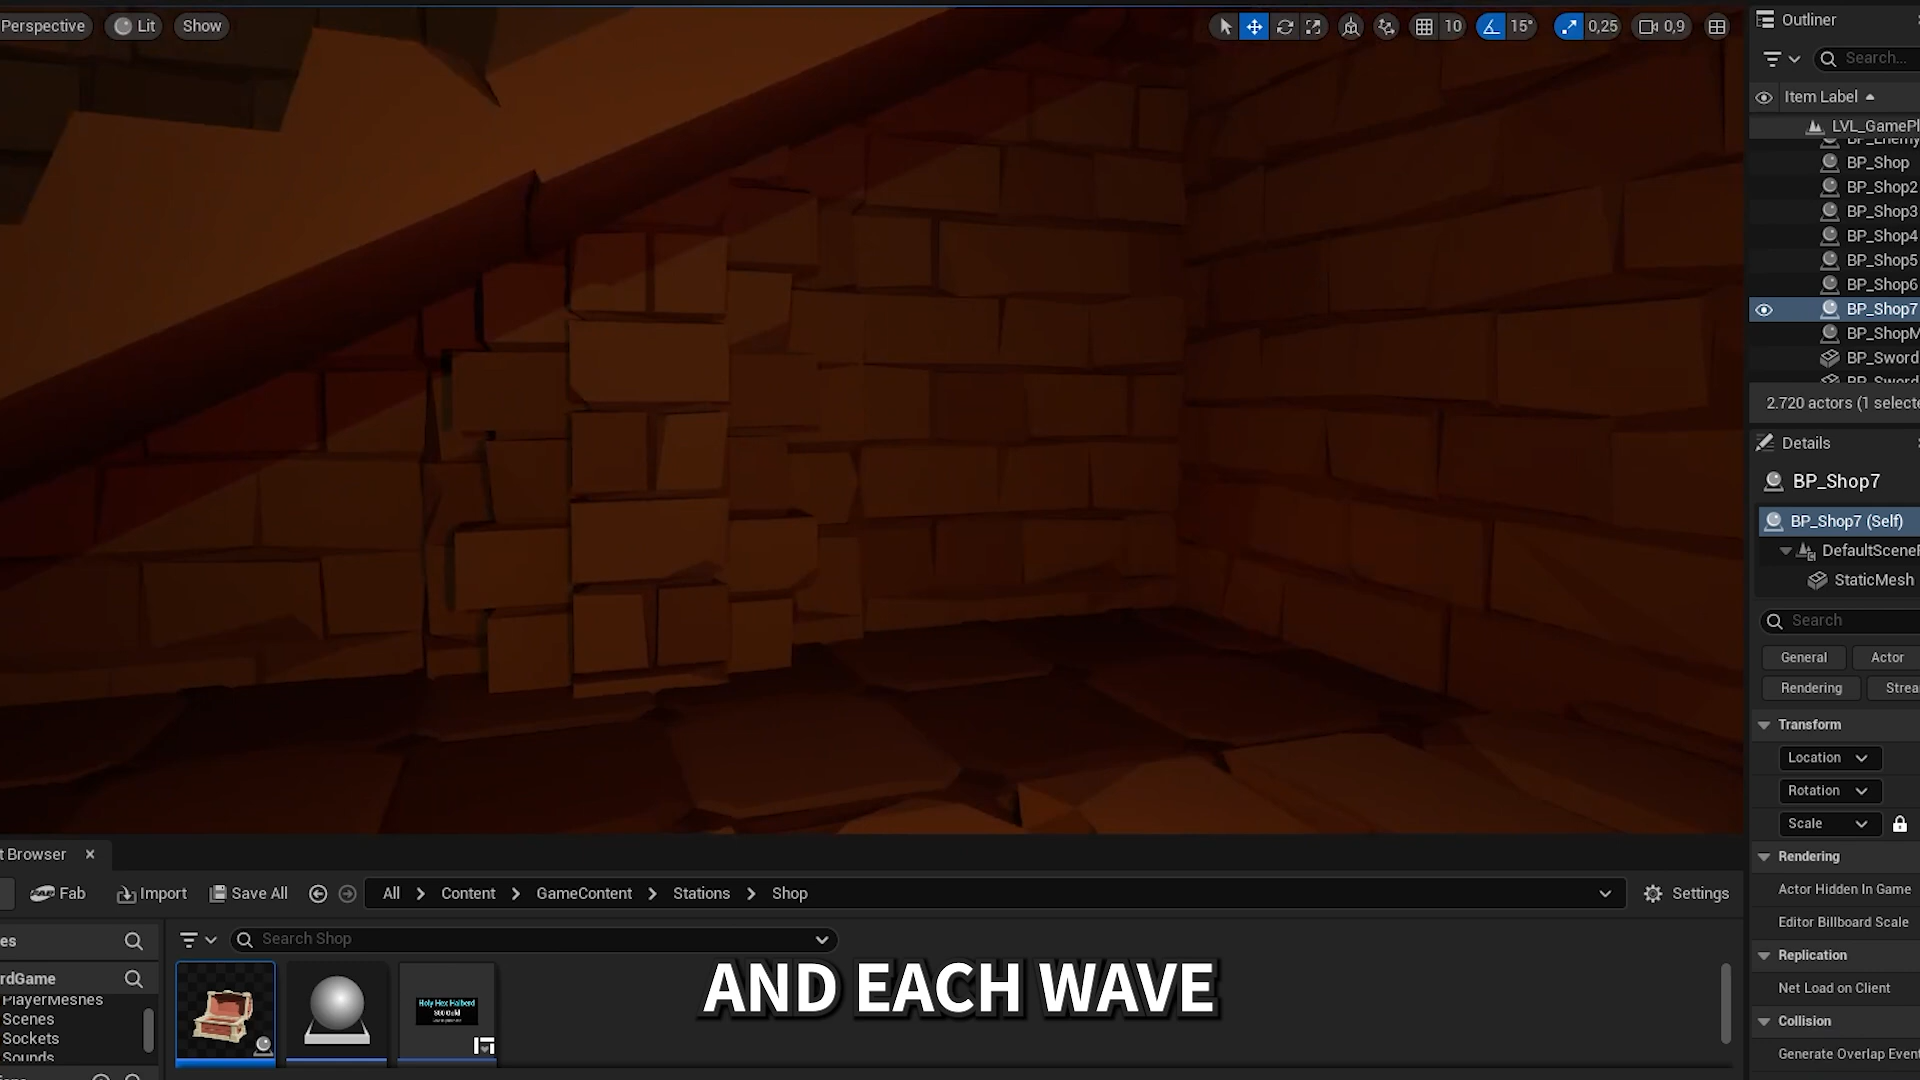 Perspective
Lit
Show
10
15°
0,25
0,9
Outliner
Search...
Item Label
LVL_GamePl
BP_Enemy
BP_Shop
BP_Shop2
BP_Shop3
BP_Shop4
BP_Shop5
BP_Shop6
BP_Shop7
BP_ShopM
BP_Sword
BP_Sword
2.720 actors (1 selecte
Details
BP_Shop7
BP_Shop7 (Self)
DefaultScene
StaticMesh
Search
General
Actor
Rendering
Strea
Transform
Location
Rotation
Scale
Rendering
Actor Hidden In Game
Editor Billboard Scale
Replication
Net Load on Client
Collision
Generate Overlap Event
t Browser
Fab
Import
Save All
All
Content
GameContent
Stations
Shop
Settings
es
Search Shop
rdGame
PlayerMeshes
Scenes
Sockets
Sounds
Holy Hex Halberd
AND EACH WAVE